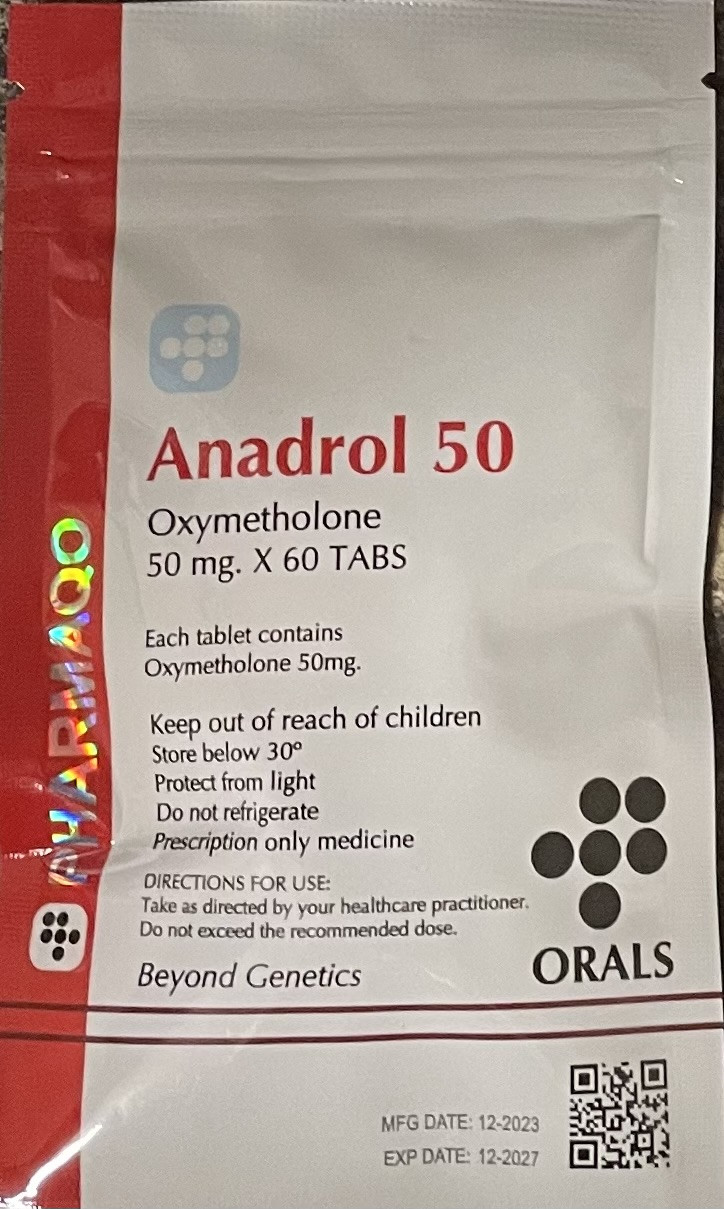 Anadrol 50
Oxymetholone
50 mg. X 60 TABS
Each tablet contains
Oxymetholone 50mg.
Keep out of reach of children
Store below 30º
Protect from light
Do not refrigerate
Prescription only medicine
DIRECTIONS FOR USE:
Take as directed by your healthcare practitioner.
Do not exceed the recommended dose.
Beyond Genetics
ORALS
PHARMAQO
MFG DATE: 12-2023
EXP DATE: 12-2027